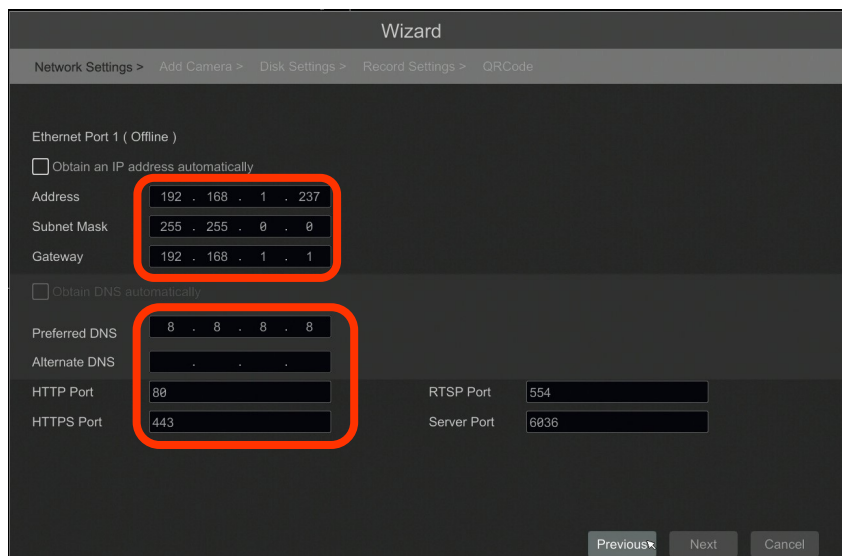 Wizard
Network Settings > Add Camera > Disk Settings > Record Settings > QRCode
Ethernet Port 1 ( Offline )
Obtain an IP address automatically
Address 192 . 168 . 1 . 237
Subnet Mask 255 . 255 . 0 . 0
Gateway 192 . 168 . 1 . 1
Obtain DNS automatically
Preferred DNS 8 . 8 . 8 . 8
Alternate DNS . . .
HTTP Port 80 RTSP Port 554
HTTPS Port 443 Server Port 6036
Previous Next Cancel